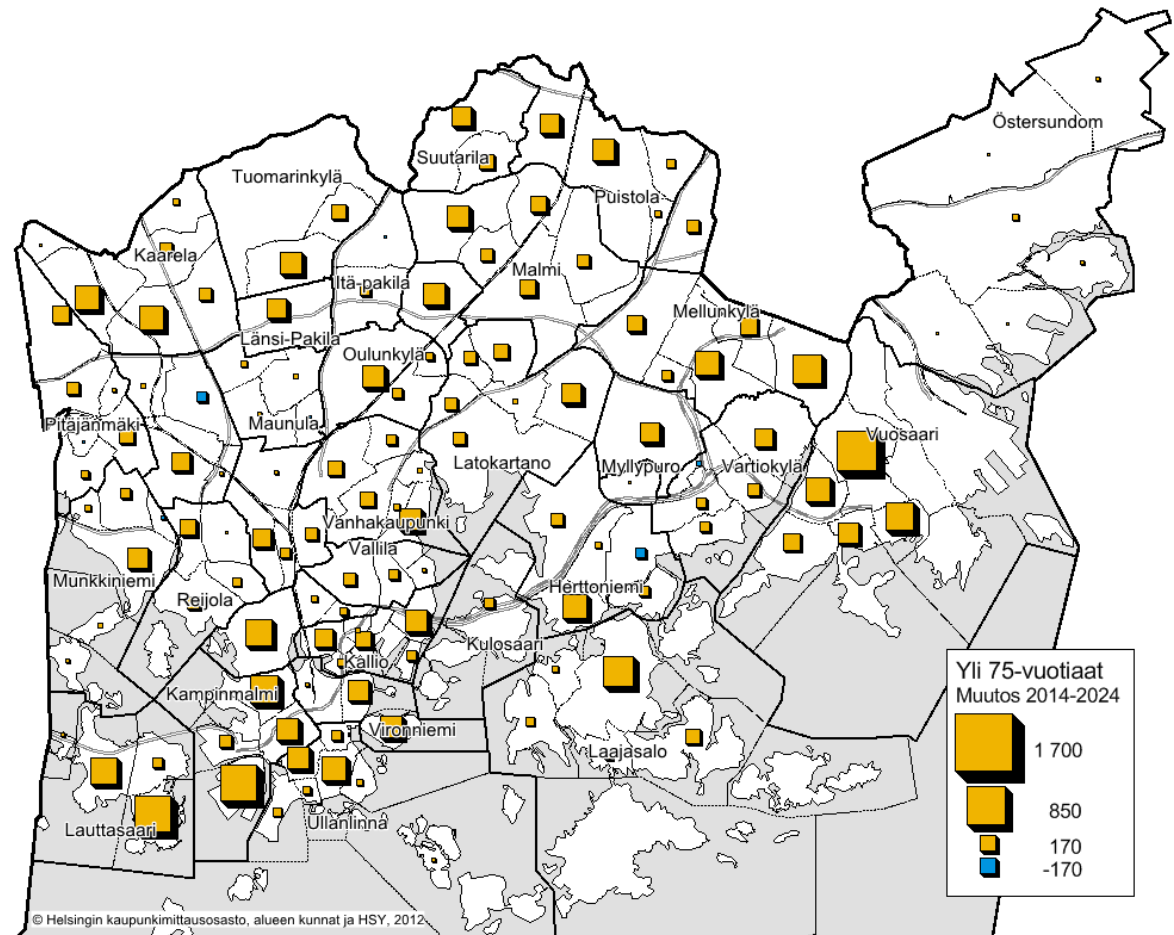 Östersundom
Suutarila
Tuomarinkylä
Puistola
Kaarela
Malmi
Itä-pakila
Mellunkylä
Länsi-Pakila
Oulunkylä
Pitäjänmäki
Maunula
Vuosaari
Latokartano
Myllypuro
Vartiokylä
Vanhakaupunki
Vallila
Munkkiniemi
Herttoniemi
Reijola
Kulosaari
Kallio
Kampinmalmi
Vironniemi
Laajasalo
Lauttasaari
Ullanlinna
Yli 75-vuotiaat
Muutos 2014-2024
1 700
850
170
-170
© Helsingin kaupunkimittausosasto, alueen kunnat ja HSY, 2012